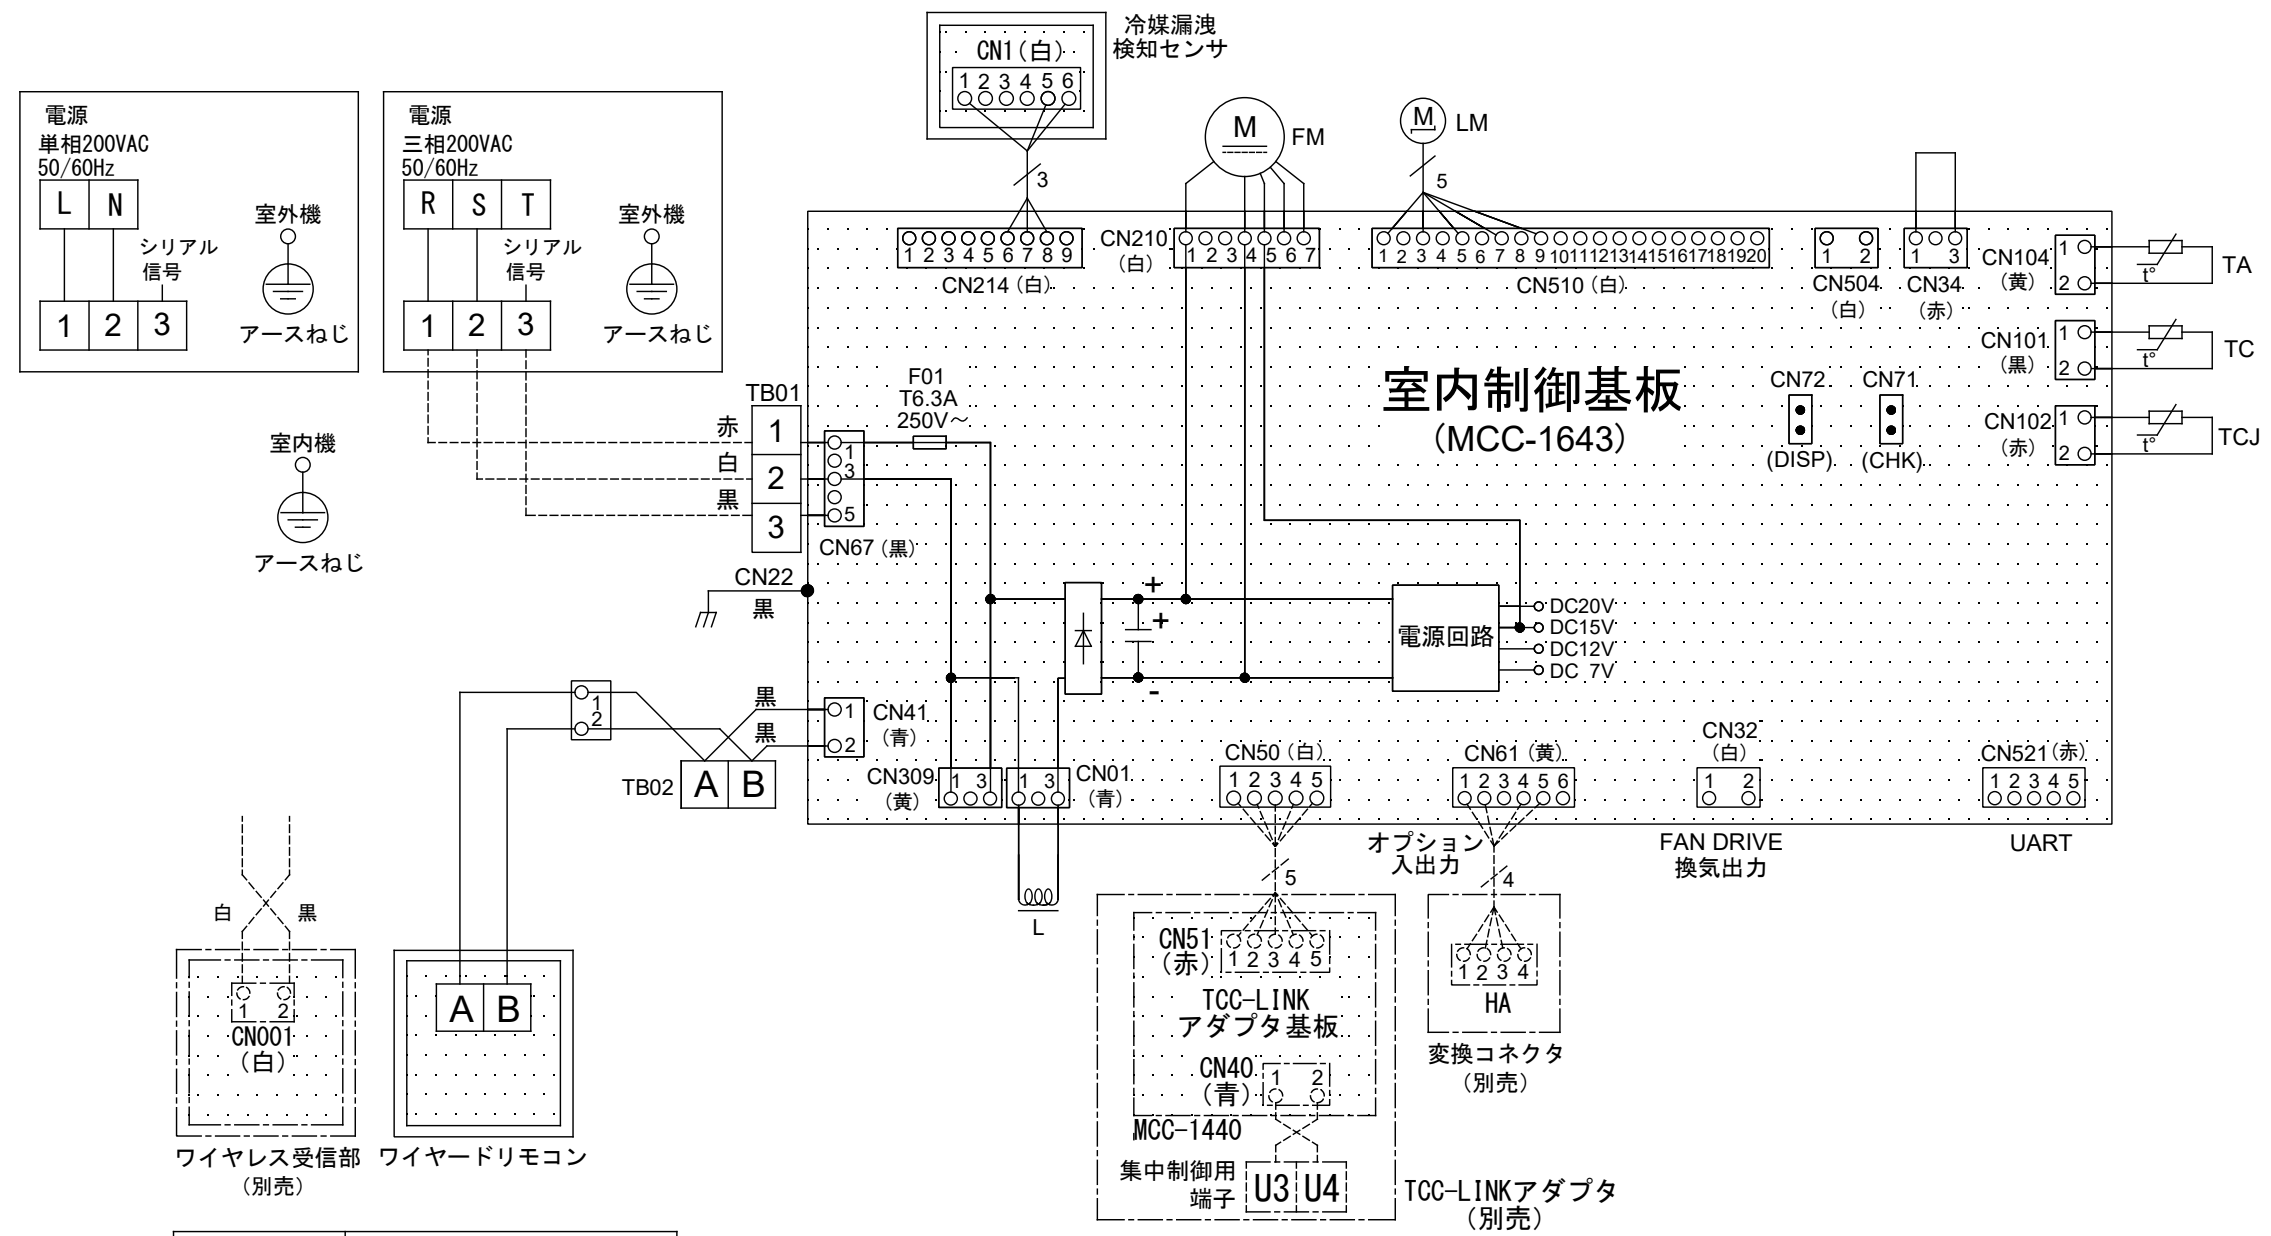 冷媒漏洩
検知センサ
CN1(白)
1 2 3 4 5 6
3
M
FM
M
LM
5
電源
単相200VAC
50/60Hz
L N
室外機
シリアル
信号
アースねじ
1 2 3
電源
三相200VAC
50/60Hz
R S T
室外機
シリアル
信号
アースねじ
1 2 3
室内機
アースねじ
1 2 3 4 5 6 7 8 9
CN214(白)
CN210
(白)
1 2 3 4 5 6 7
1 2 3 4 5 6 7 8 9 10 11 12 13 14 15 16 17 18 19 20
CN510(白)
1 2
CN504
(白)
1 3
CN34
(赤)
CN104
(黄)
1
2
t°
TA
CN101
(黒)
1
2
t°
TC
CN102
(赤)
1
2
t°
TCJ
室内制御基板
(MCC-1643)
CN72
(DISP)
CN71
(CHK)
TB01
赤
1
白
2
黒
3
1
3
5
CN67(黒)
F01
T6.3A
250V～
CN22
黒
+
+
-
電源回路
DC20V
DC15V
DC12V
DC 7V
1
2
黒
黒
1
2
CN41
(青)
TB02
A B
CN309
(黄)
1 3
1 3
CN01
(青)
L
CN50(白)
1 2 3 4 5
5
CN61(黄)
1 2 3 4 5 6
オプション
入出力
4
CN32
(白)
1 2
FAN DRIVE
換気出力
CN521(赤)
1 2 3 4 5
UART
白
黒
1 2
CN001
(白)
ワイヤレス受信部
(別売)
A B
ワイヤードリモコン
CN51
(赤)
1 2 3 4 5
TCC-LINK
アダプタ基板
CN40
(青)
1 2
MCC-1440
集中制御用
端子
U3 U4
TCC-LINKアダプタ
(別売)
1 2 3 4
HA
変換コネクタ
(別売)